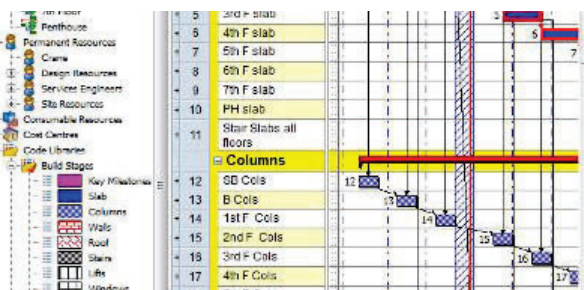 7th Floor
Penthouse
Permanent Resources
Crane
Design Resources
Services Engineers
Site Resources
Consumable Resources
Cost Centres
Code Libraries
Build Stages
Key Milestones
Slab
Columns
Walls
Roof
Stairs
Lifts
Windows
5 3rd F slab 5
6 4th F slab 6
7 5th F slab 7
8 6th F slab
9 7th F slab
10 PH slab
11 Stair Slabs all
floors
Columns
12 SB Cols 12
13 B Cols 13
14 1st F Cols 14
15 2nd F Cols 15
16 3rd F Cols 16
17 4th F Cols 17